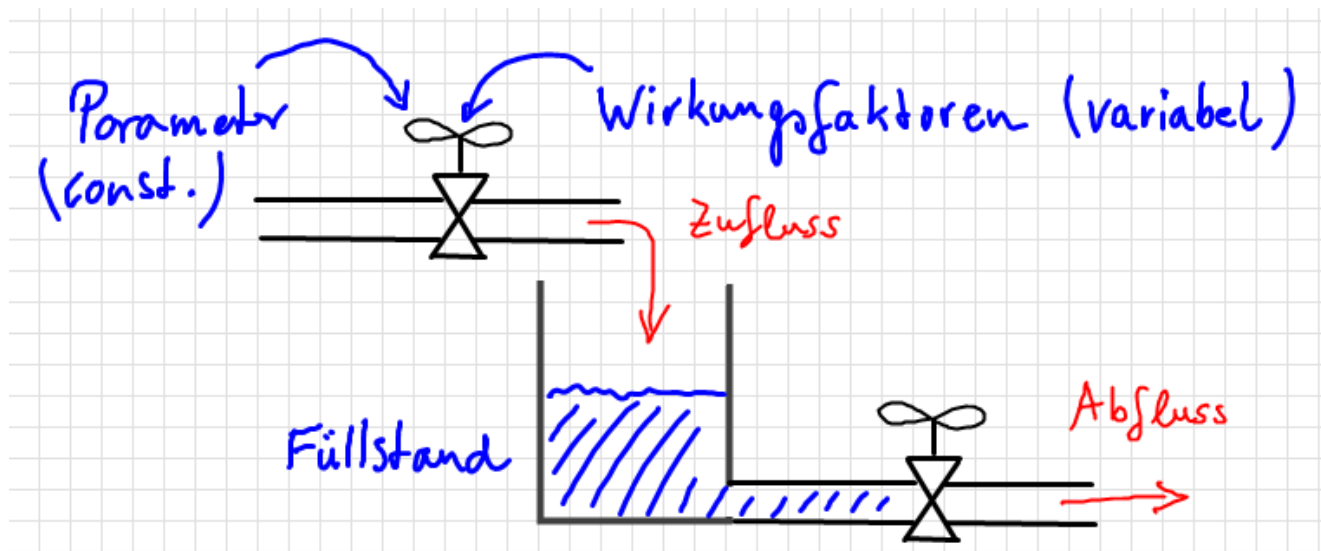 Parameter
(const.)
Wirkungsfaktoren (variabel)
Zufluss
Füllstand
Abfluss